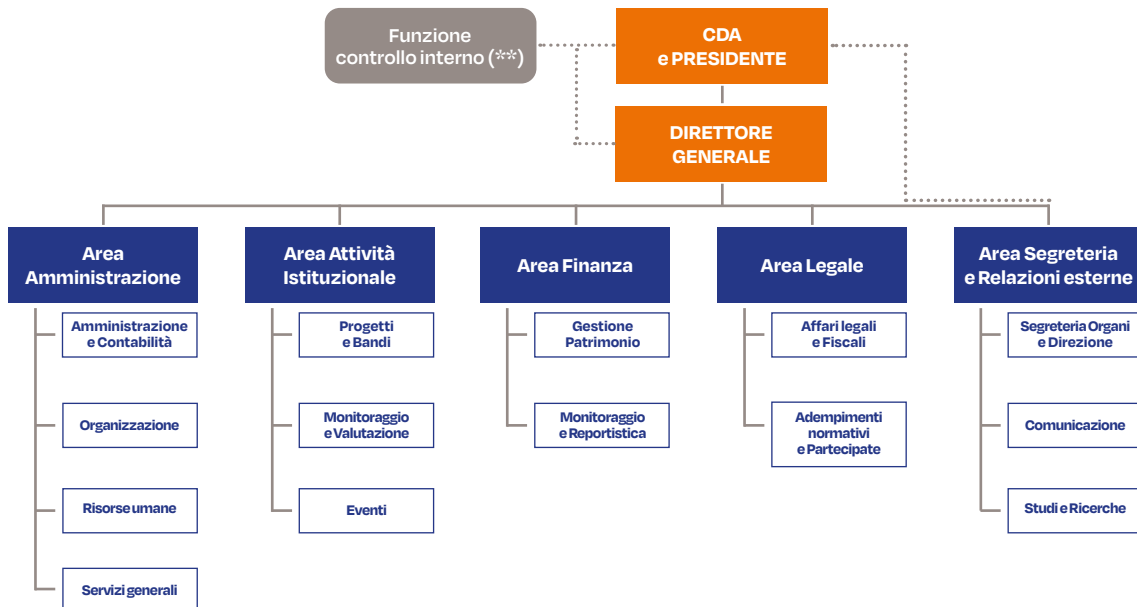 Funzione
controllo interno (**)
CDA
e PRESIDENTE
DIRETTORE
GENERALE
Area
Amministrazione
Amministrazione
e Contabilità
Organizzazione
Risorse umane
Servizi generali
Area Attività
Istituzionale
Progetti
e Bandi
Monitoraggio
e Valutazione
Eventi
Area Finanza
Gestione
Patrimonio
Monitoraggio
e Reportistica
Area Legale
Affari legali
e Fiscali
Adempimenti
normativi
e Partecipate
Area Segreteria
e Relazioni esterne
Segreteria Organi
e Direzione
Comunicazione
Studi e Ricerche